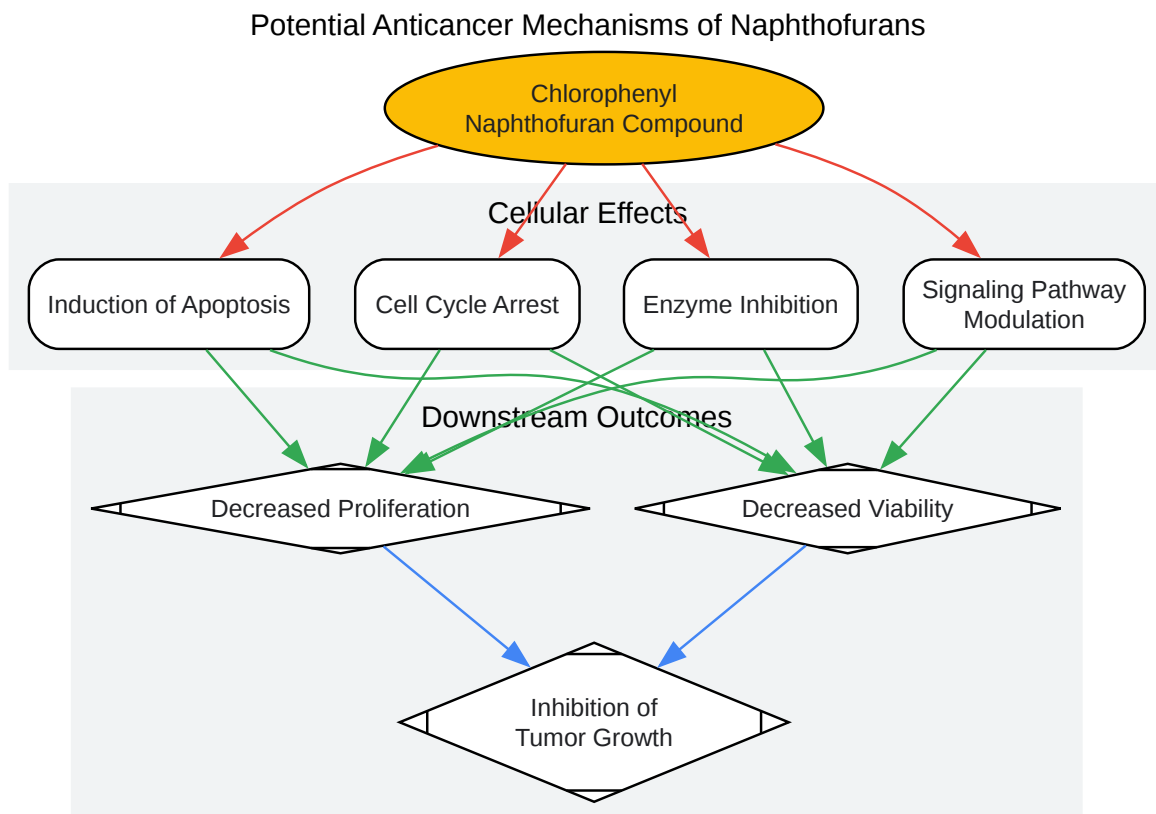 Potential Anticancer Mechanisms of Naphthofurans
Chlorophenyl
Naphthofuran Compound
Cellular Effects
Induction of Apoptosis
Cell Cycle Arrest
Enzyme Inhibition
Signaling Pathway
Modulation
Downstream Outcomes
Decreased Proliferation
Decreased Viability
Inhibition of
Tumor Growth